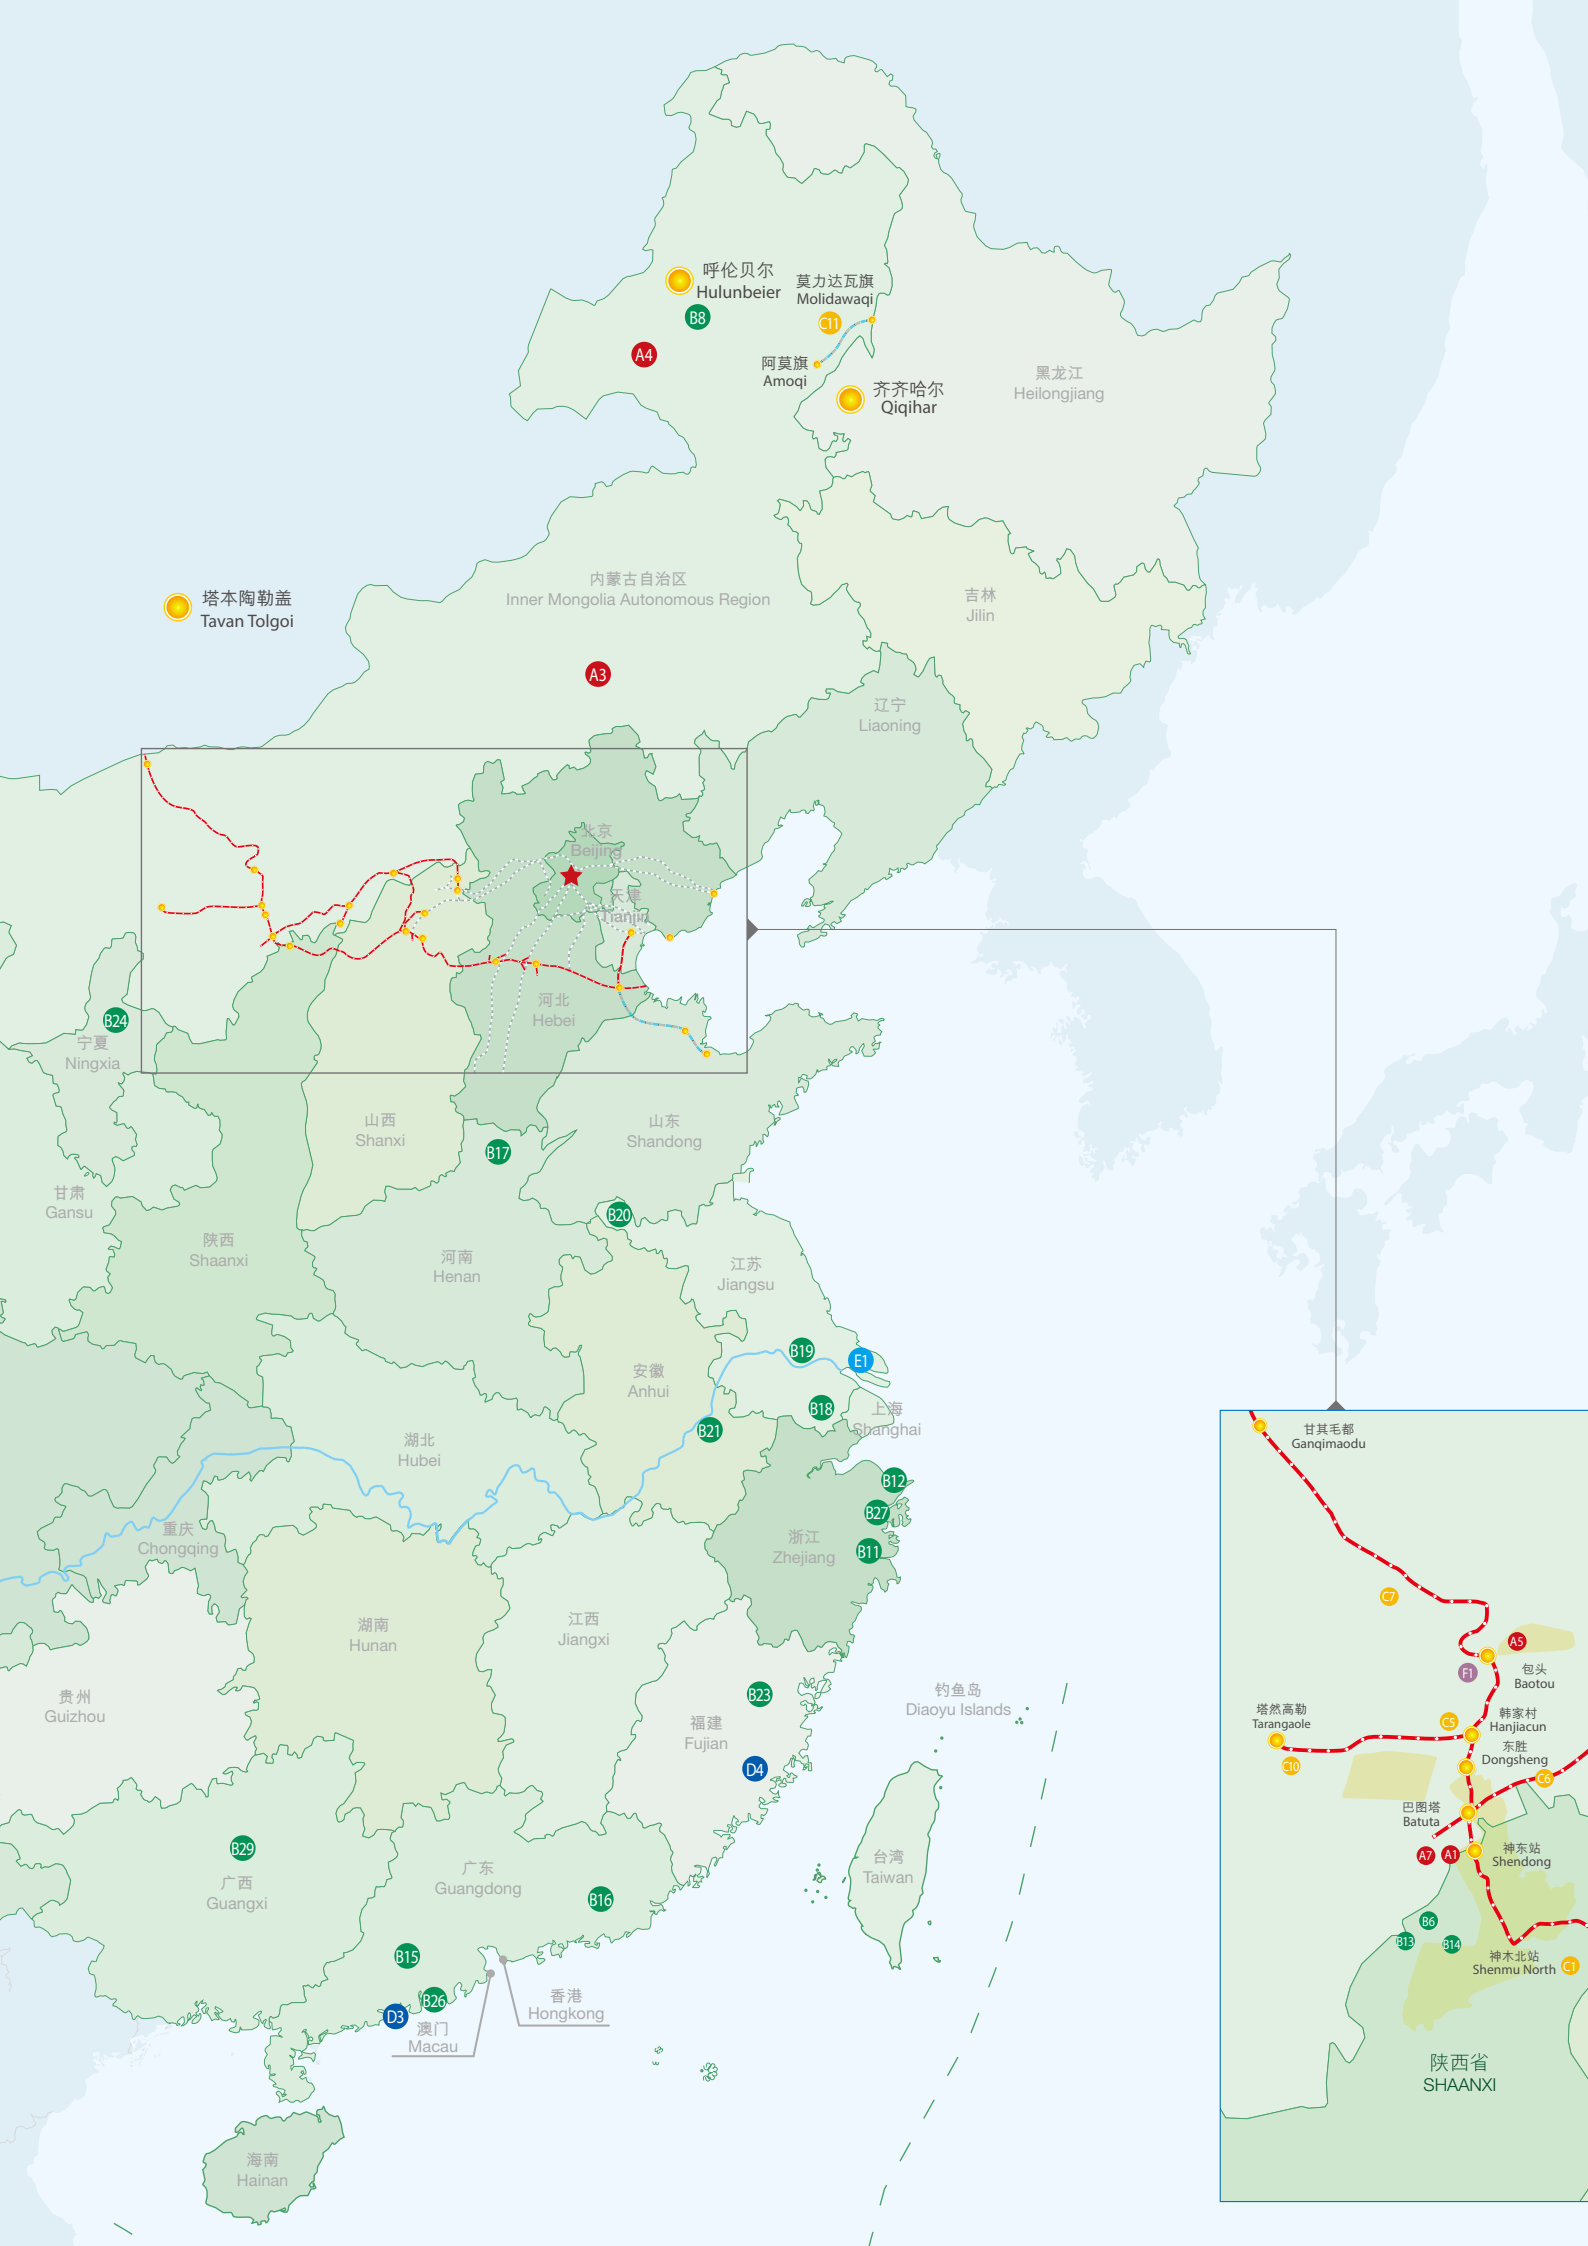 呼伦贝尔
Hulunbeier
B8
A4
莫力达瓦旗
Molidawaqi
C11
阿莫旗
Amoqi
齐齐哈尔
Qiqihar
黑龙江
Heilongjiang
内蒙古自治区
Inner Mongolia Autonomous Region
吉林
Jilin
塔本陶勒盖
Tavan Tolgoi
A3
辽宁
Liaoning
北京
Beijing
天津
Tianjin
河北
Hebei
B24
宁夏
Ningxia
山西
Shanxi
山东
Shandong
B17
甘肃
Gansu
B20
陕西
Shaanxi
河南
Henan
江苏
Jiangsu
B19
E1
安徽
Anhui
B18
上海
Shanghai
B21
湖北
Hubei
B12
B27
重庆
Chongqing
浙江
Zhejiang
B11
湖南
Hunan
江西
Jiangxi
贵州
Guizhou
B23
福建
Fujian
钓鱼岛
Diaoyu Islands
D4
B29
广西
Guangxi
广东
Guangdong
台湾
Taiwan
B16
B15
B26
D3
香港
Hongkong
澳门
Macau
海南
Hainan
甘其毛都
Ganqimaodu
C7
A5
F1
包头
Baotou
塔然高勒
Tarangaole
C5
韩家村
Hanjiacun
东胜
Dongsheng
C10
C6
巴图塔
Batuta
A7
A1
神东站
Shendong
B6
B13
B14
神木北站
Shenmu North
C1
陕西省
SHAANXI